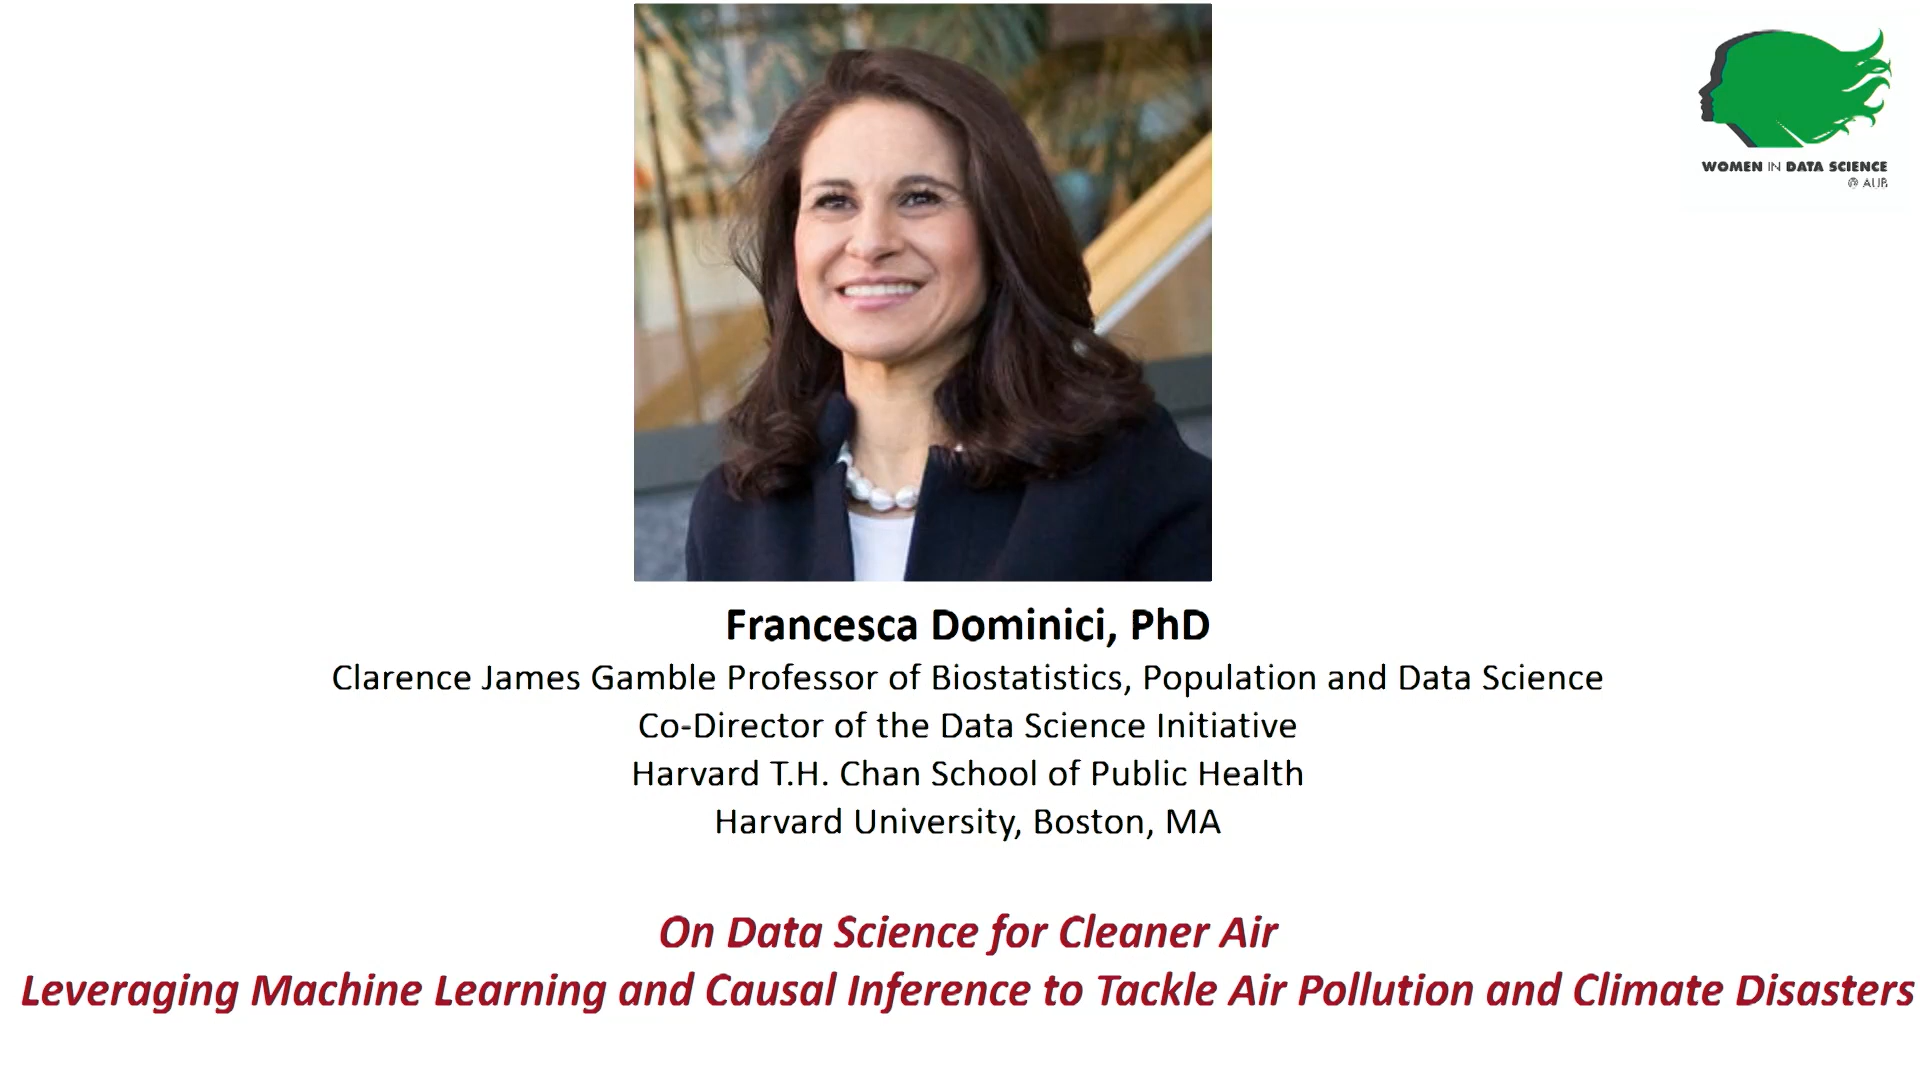 WOMEN IN DATA SCIENCE
@ AUB
Francesca Dominici, PhD
Clarence James Gamble Professor of Biostatistics, Population and Data Science
Co-Director of the Data Science Initiative
Harvard T.H. Chan School of Public Health
Harvard University, Boston, MA
On Data Science for Cleaner Air
Leveraging Machine Learning and Causal Inference to Tackle Air Pollution and Climate Disasters